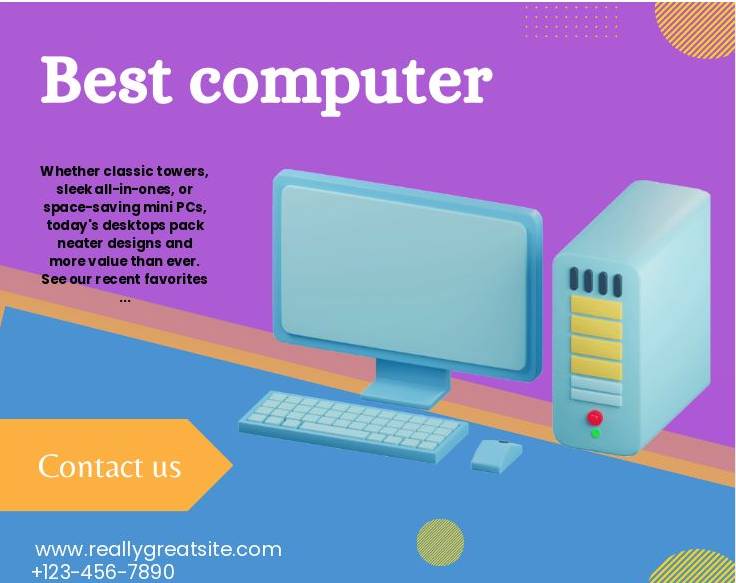 Best computer
Whether classic towers,
sleek all-in-ones, or
space-saving mini PCs,
today's desktops pack
neater designs and
more value than ever.
See our recent favorites
...
Contact us
www.reallygreatsite.com
+123-456-7890